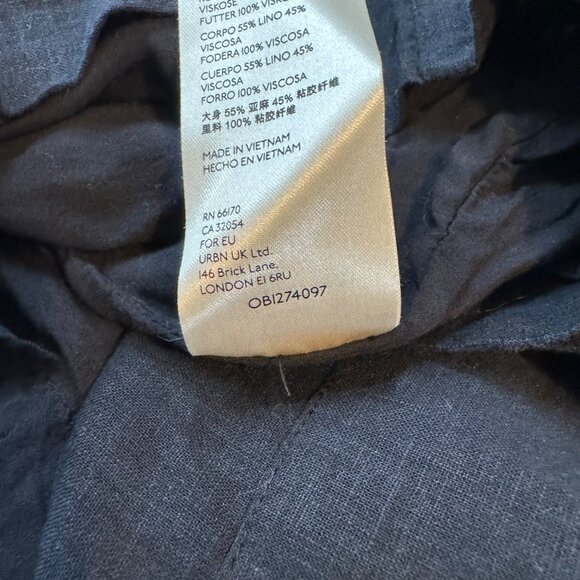 VISKOSE
FUTTER 100% VISKOSE
CORPO 55% LINO 45%
VISCOSA
FODERA 100% VISCOSA
CUERPO 55% LINO 45%
VISCOSA
FORRO 100% VISCOSA
大身 55% 亚麻 45% 粘胶纤维
里料 100% 粘胶纤维
MADE IN VIETNAM
HECHO EN VIETNAM
RN 66170
CA 32054
FOR EU
URBN UK Ltd.
146 Brick Lane,
LONDON E1 6RU
OB1274097